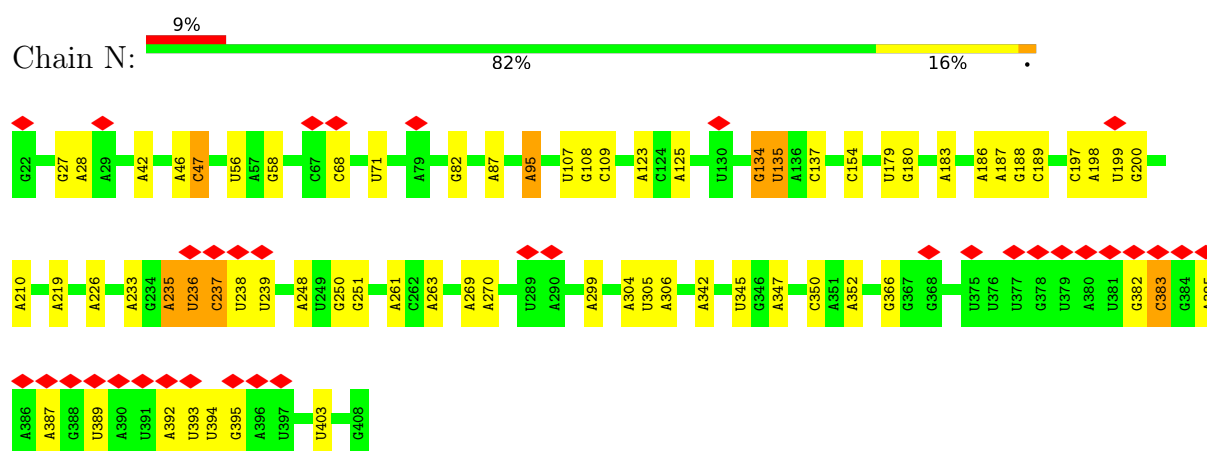 9%
Chain N:
82% 16% •
G22 G27 A28 A29 A42 A46 C47 U56 A57 G58 C67 C68 U71 A79 G82 A87 A95 U107 G108 C109 A123 C124 A125 U130 G134 U135 A136 C137 C154 U179 G180 A183 A186 A187 G188 C189 C197 A198 U199 G200
A210 A219 A226 A233 G234 A235 U236 C237 U238 U239 A248 U249 G250 G251 A261 C262 A263 A269 A270 U289 A290 A299 A304 U305 A306 A342 U345 G346 A347 C350 A351 A352 G366 G367 G368 U375 U376 U377 G378 U379 A380 U381 G382 C383 G384
A386 A387 G388 U389 A390 U391 A392 U393 U394 G395 A396 U397 U403 G408